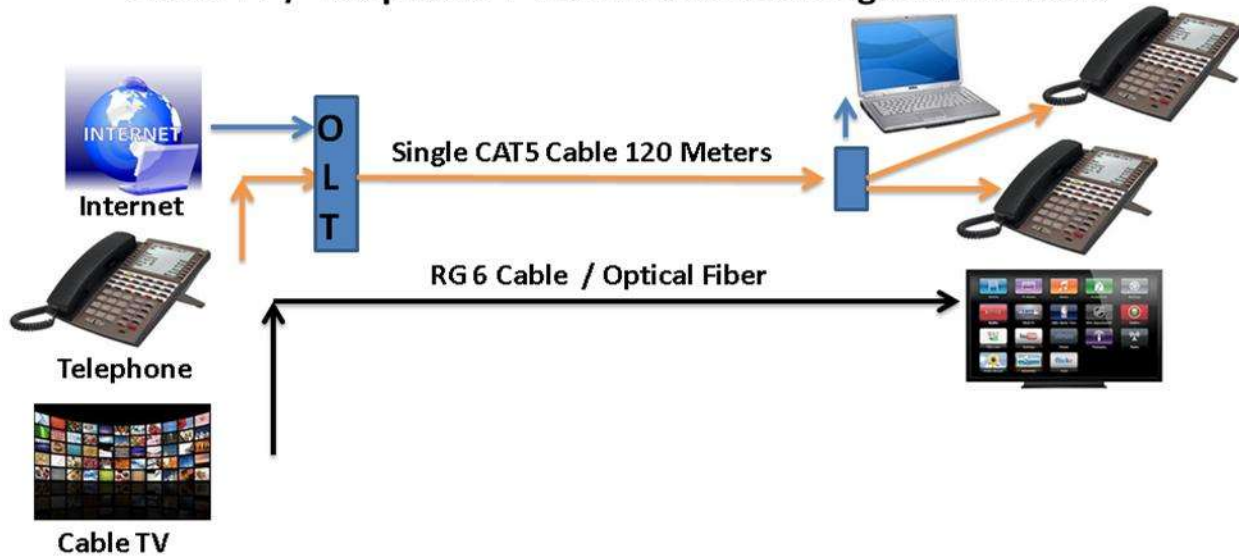 INTERNET
Internet
O
L
T
Single CAT5 Cable 120 Meters
RG 6 Cable / Optical Fiber
Telephone
Cable TV